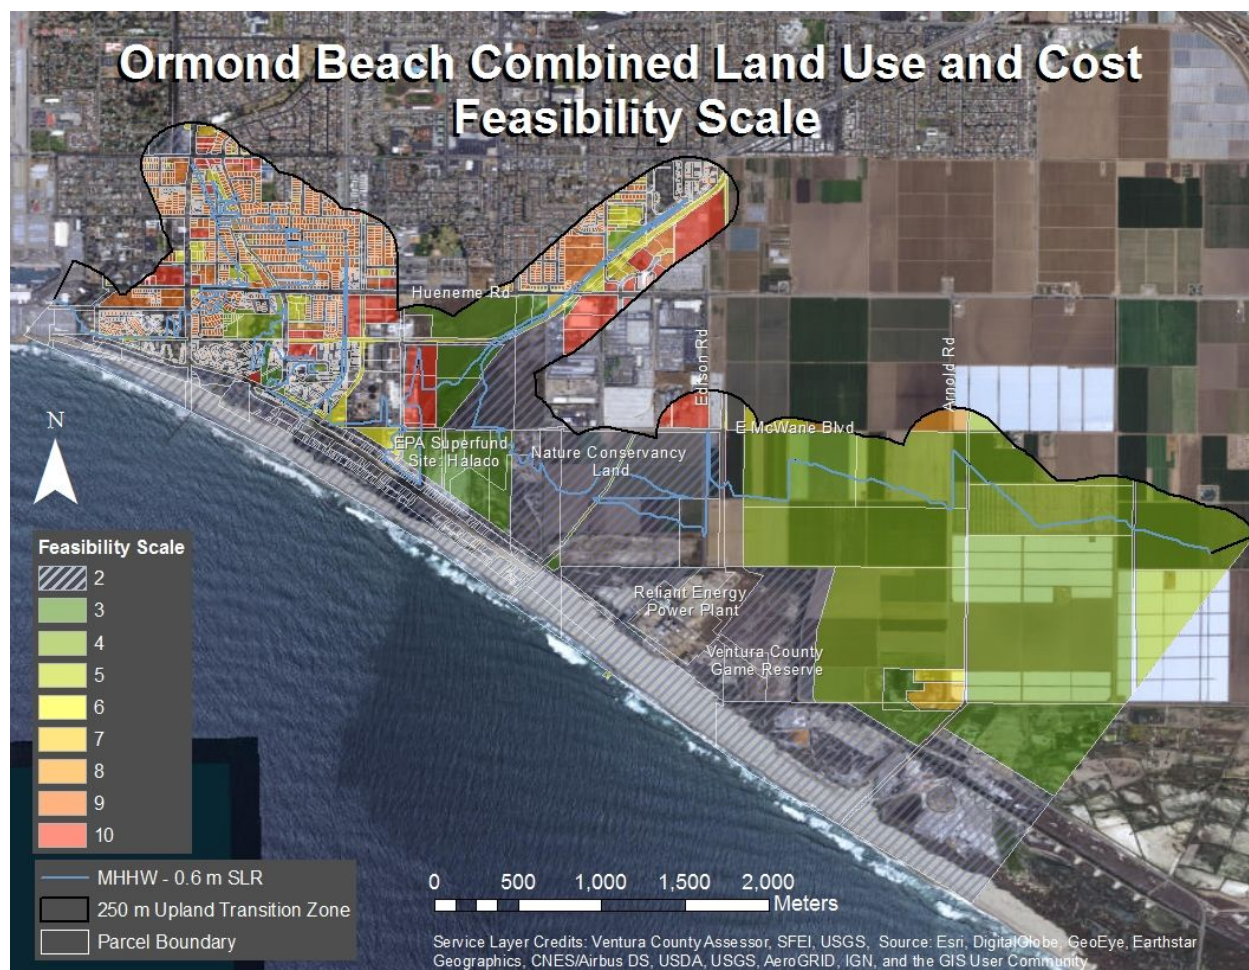 Ormond Beach Combined Land Use and Cost
Feasibility Scale
Hueneme Rd
Edison Rd
Arnold Rd
E McWane Blvd
EPA Superfund
Site: Halaco
Nature Conservancy
Land
Reliant Energy
Power Plant
Ventura County
Game Reserve
N
Feasibility Scale
2
3
4
5
6
7
8
9
10
MHHW - 0.6 m SLR
250 m Upland Transition Zone
Parcel Boundary
0 500 1,000 1,500 2,000
Meters
Service Layer Credits: Ventura County Assessor, SFEI, USGS, Source: Esri, DigitalGlobe, GeoEye, Earthstar
Geographics, CNES/Airbus DS, USDA, USGS, AeroGRID, IGN, and the GIS User Community